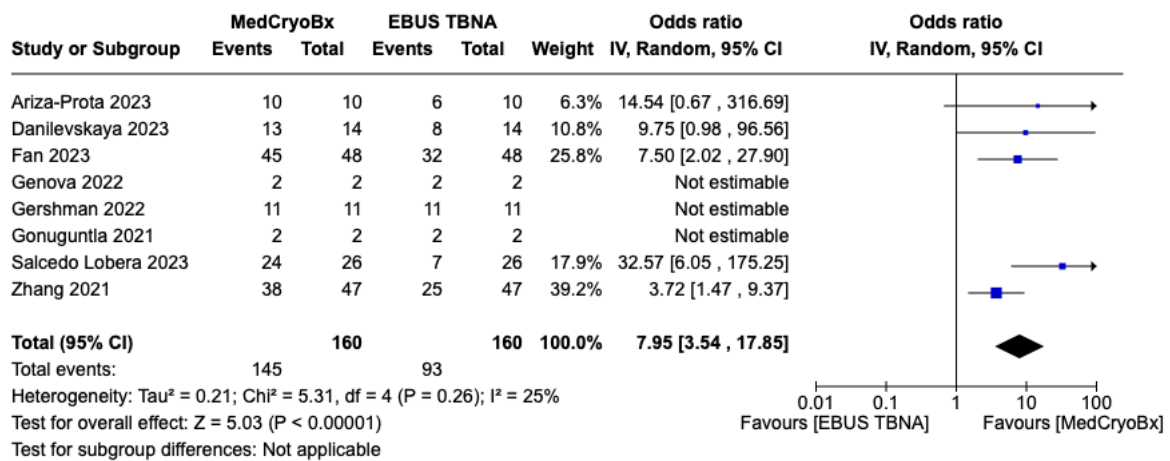 MedCryoBx EBUS TBNA Odds ratio Odds ratio
Study or Subgroup Events Total Events Total Weight IV, Random, 95% CI IV, Random, 95% CI
Ariza-Prota 2023 10 10 6 10 6.3% 14.54 [0.67 , 316.69]
Danilevskaya 2023 13 14 8 14 10.8% 9.75 [0.98 , 96.56]
Fan 2023 45 48 32 48 25.8% 7.50 [2.02 , 27.90]
Genova 2022 2 2 2 2 Not estimable
Gershman 2022 11 11 11 11 Not estimable
Gonuguntla 2021 2 2 2 2 Not estimable
Salcedo Lobera 2023 24 26 7 26 17.9% 32.57 [6.05 , 175.25]
Zhang 2021 38 47 25 47 39.2% 3.72 [1.47 , 9.37]
Total (95% CI) 160 160 100.0% 7.95 [3.54 , 17.85]
Total events: 145 93
Heterogeneity: Tau² = 0.21; Chi² = 5.31, df = 4 (P = 0.26); I² = 25%
0.01 0.1 1 10 100
Test for overall effect: Z = 5.03 (P < 0.00001)
Favours [EBUS TBNA] Favours [MedCryoBx]
Test for subgroup differences: Not applicable